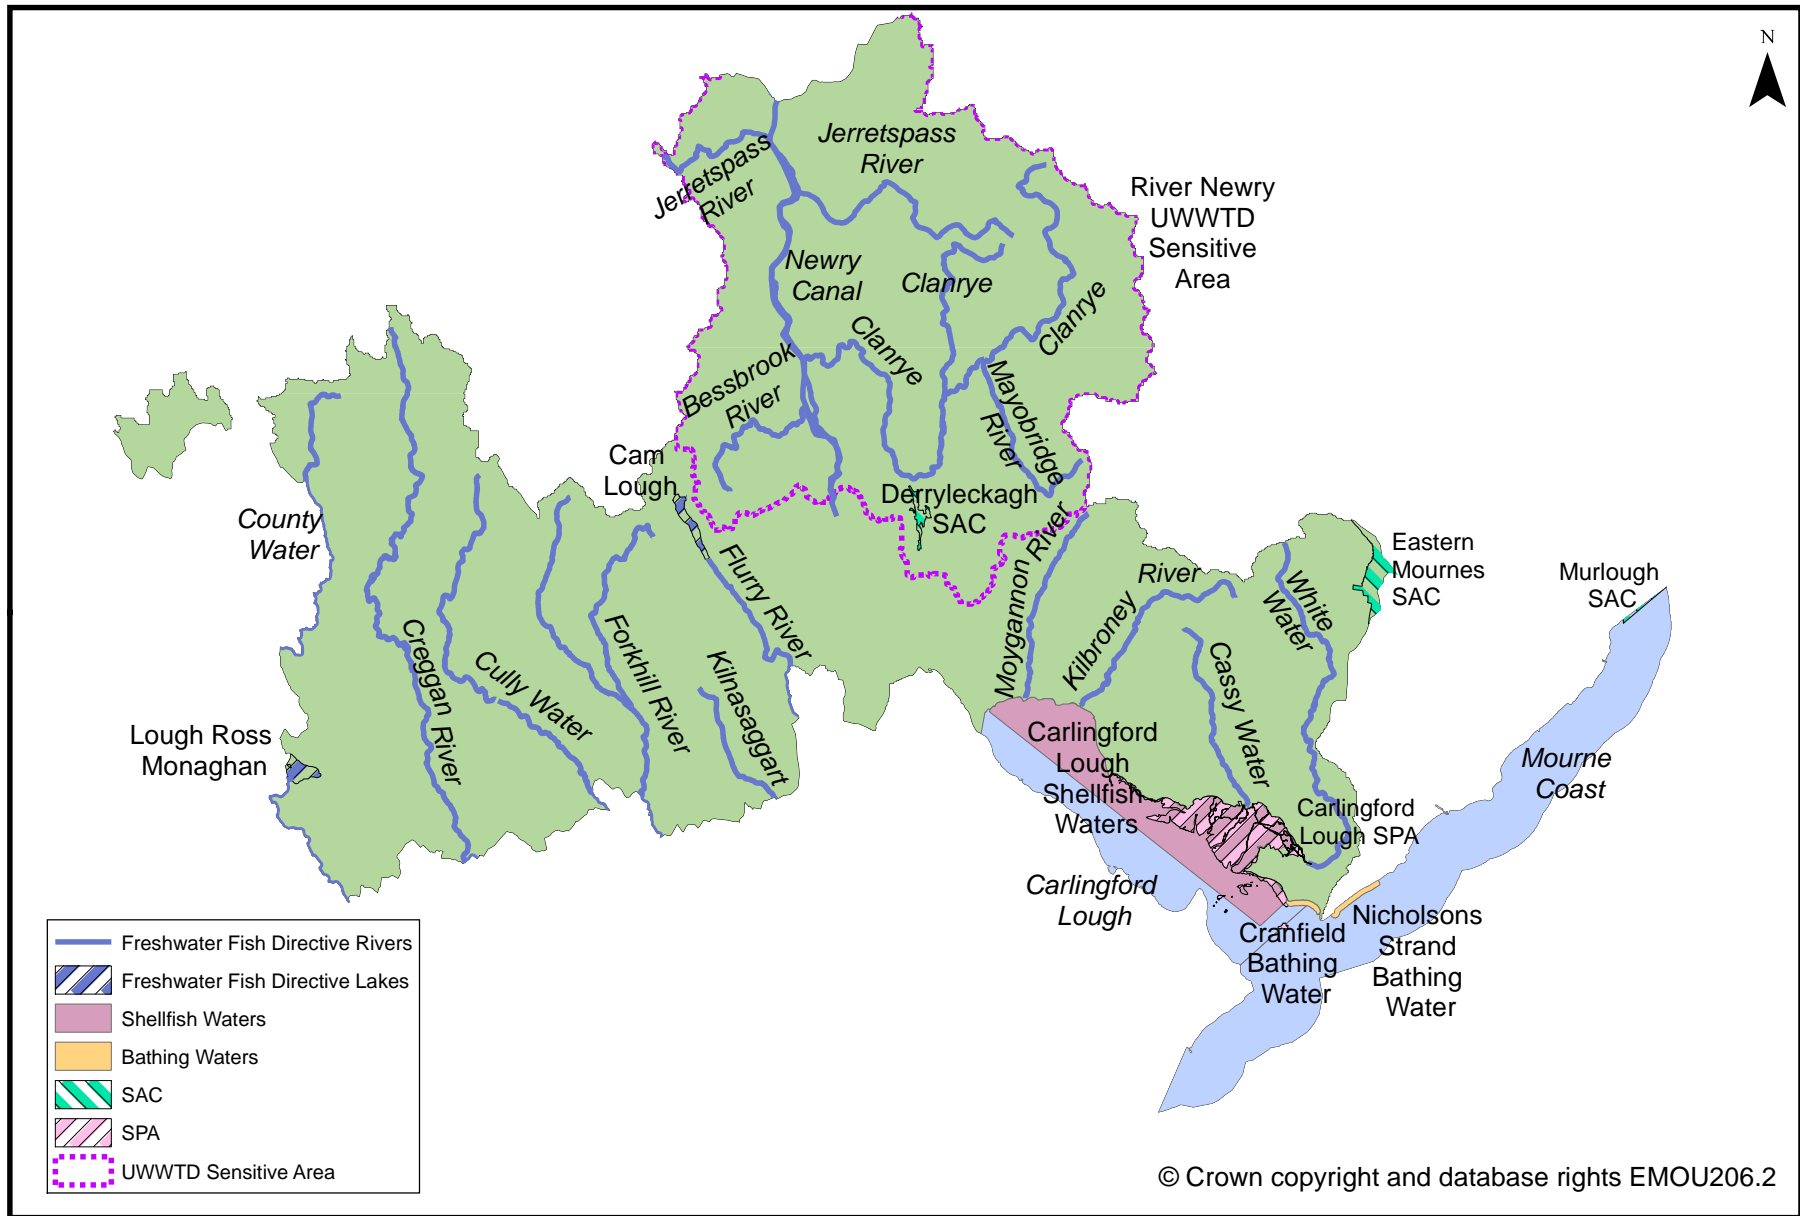 N
Jerretspass
River
Jerretspass
River
River Newry
UWWTD
Sensitive
Area
Newry
Canal
Clanrye
Clanrye
Clanrye
Bessbrook
River
Mayobridge
River
Cam
Lough
Derryleckagh
SAC
County
Water
Flurry River
Moygannon River
Kilbroney River
White
Water
Eastern
Mournes
SAC
Murlough
SAC
Creggan River
Cully Water
Forkhill River
Kilnasaggart
Cassy Water
Lough Ross
Monaghan
Carlingford
Lough
Shellfish
Waters
Mourne
Coast
Carlingford
Lough SPA
Carlingford
Lough
Cranfield
Bathing
Water
Nicholsons
Strand
Bathing
Water
Freshwater Fish Directive Rivers
Freshwater Fish Directive Lakes
Shellfish Waters
Bathing Waters
SAC
SPA
UWWTD Sensitive Area
© Crown copyright and database rights EMOU206.2